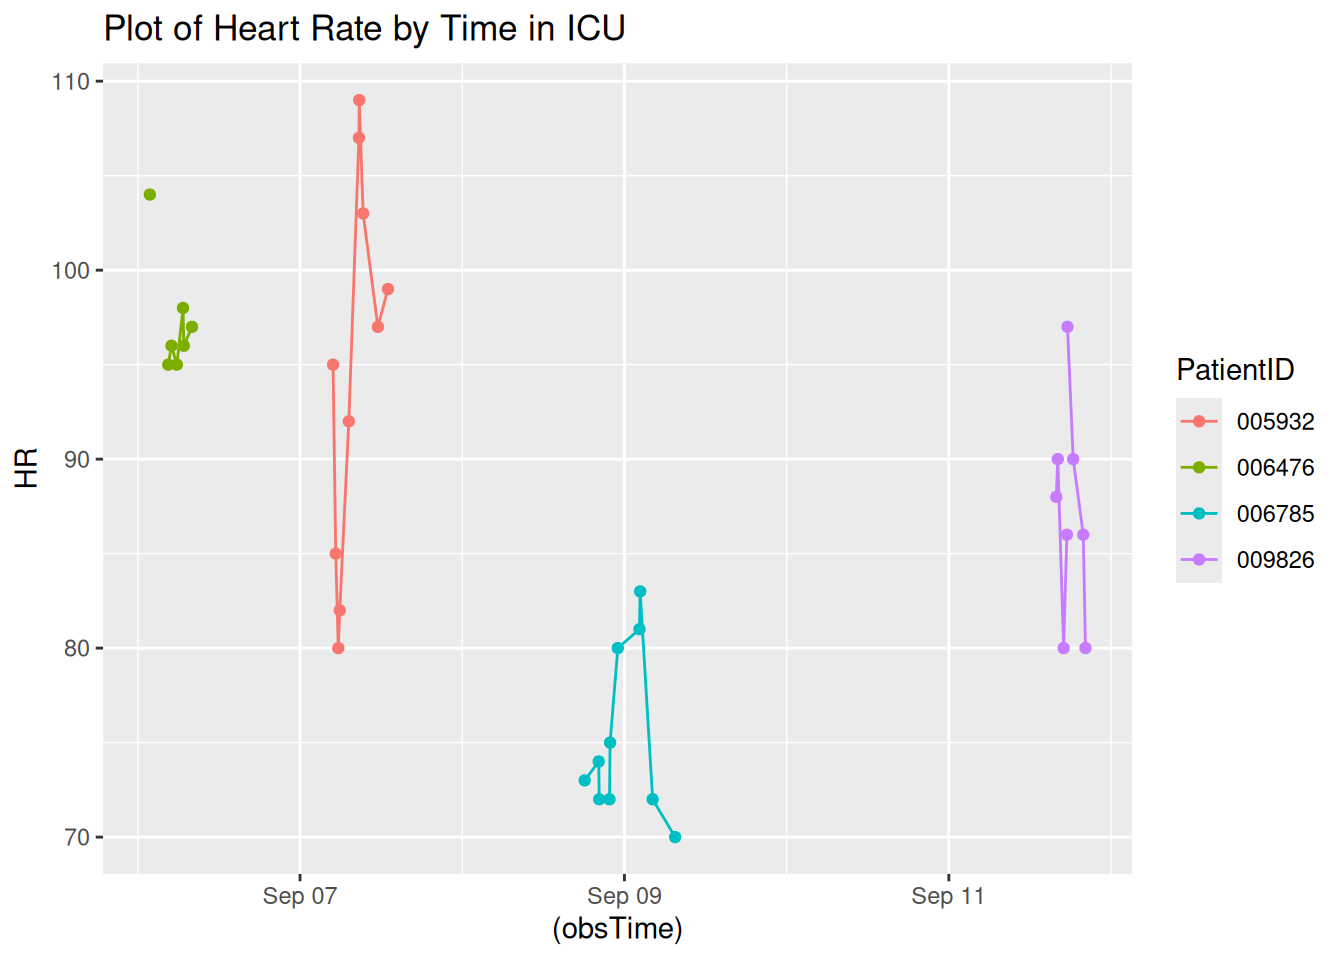 Plot of Heart Rate by Time in ICU
110
100
90
80
70
HR
Sep 07
Sep 09
Sep 11
(obsTime)
PatientID
005932
006476
006785
009826